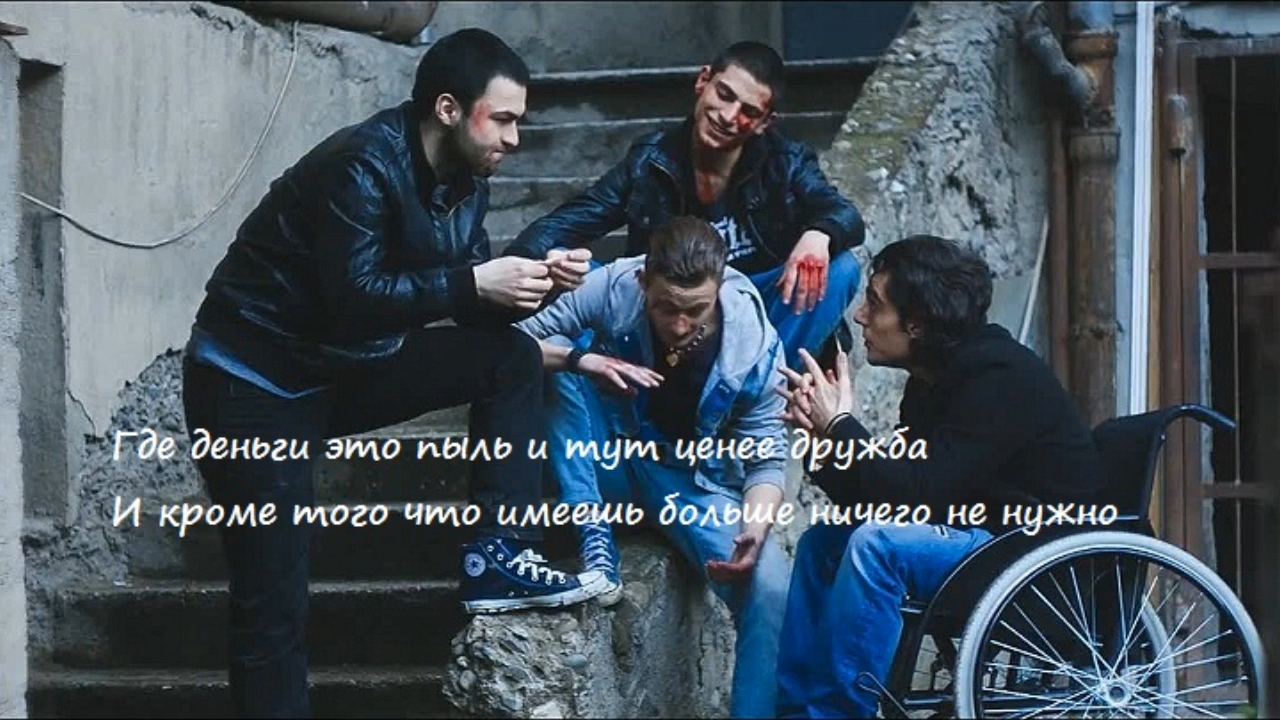 Где деньги это пыль и тут ценее дружба
И кроме того что имеешь больше ничего не нужно